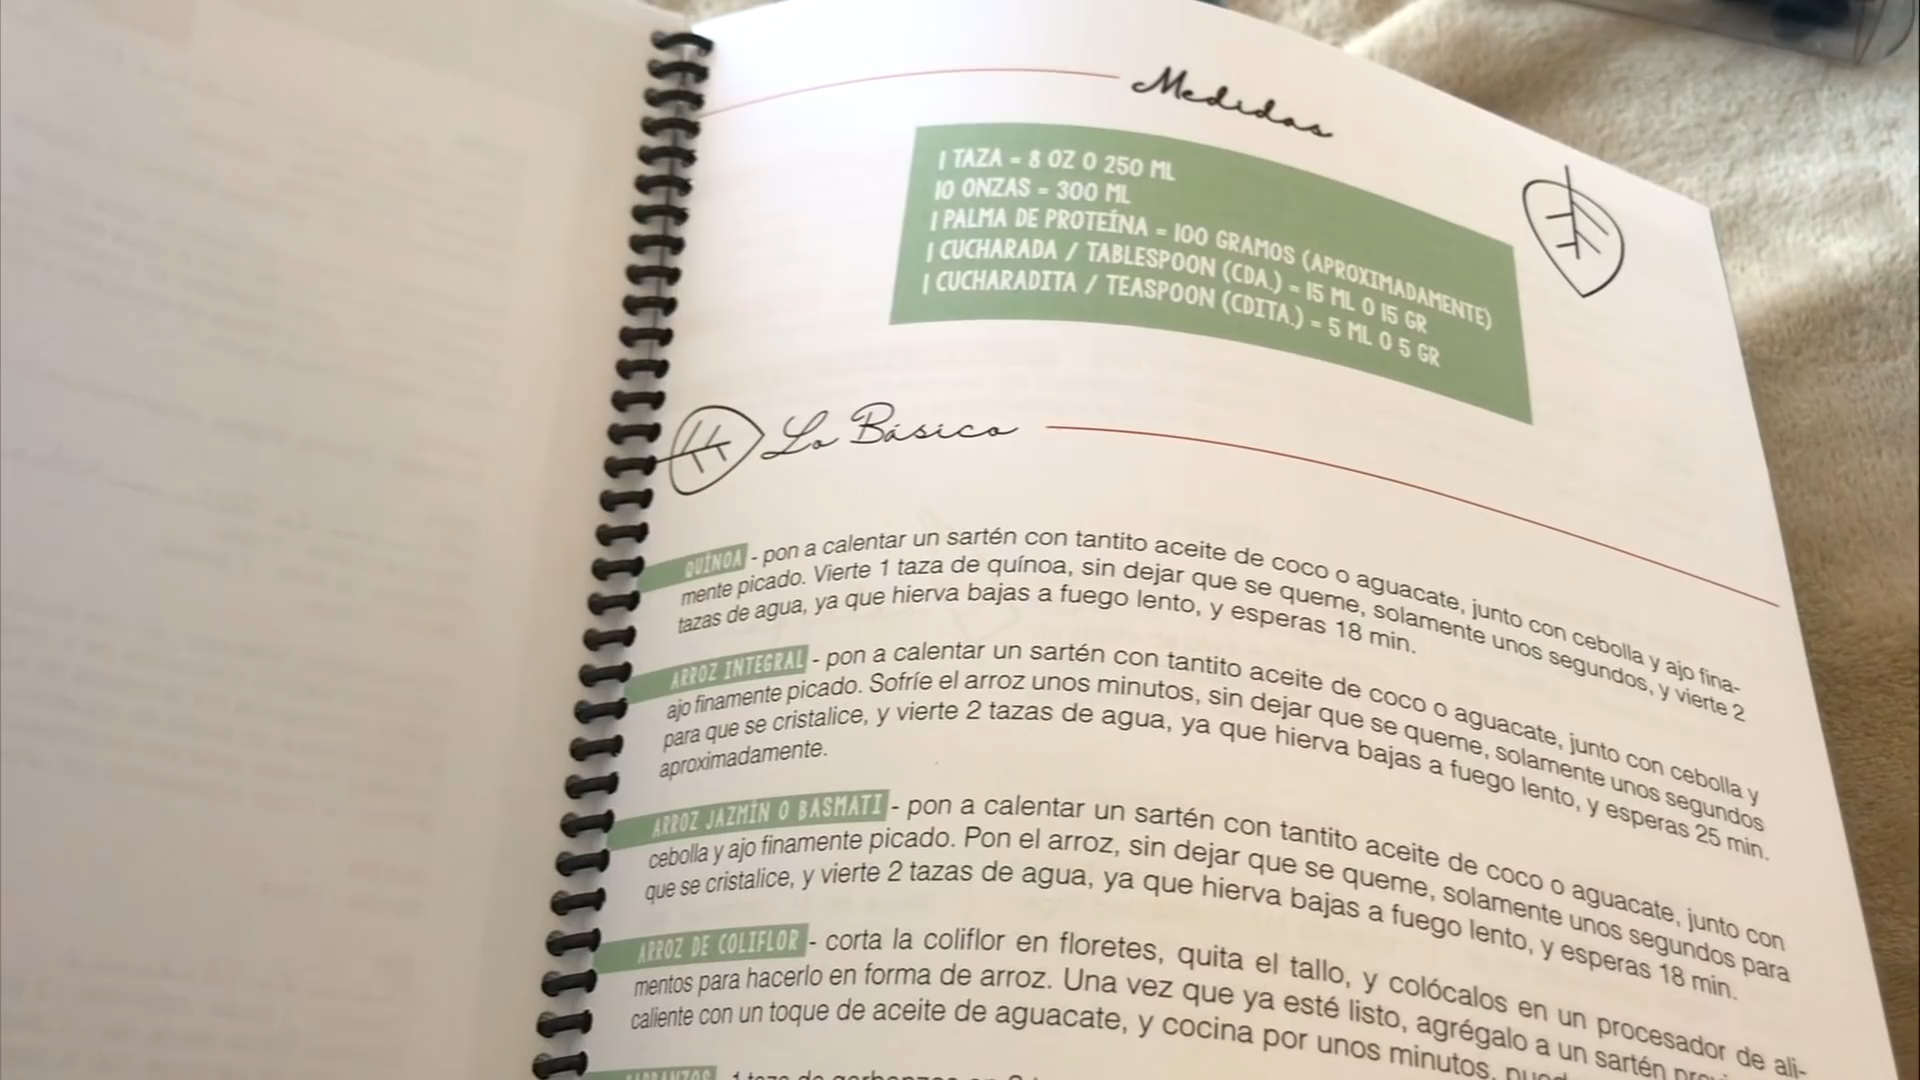 Medidas
1 TAZA = 8 OZ O 250 ML
10 ONZAS = 300 ML
1 PALMA DE PROTEÍNA = 100 GRAMOS (APROXIMADAMENTE)
1 CUCHARADA / TABLESPOON (CDA.) = 15 ML O 15 GR
1 CUCHARADITA / TEASPOON (CDITA.) = 5 ML O 5 GR
Lo Básico
QUÍNOA - pon a calentar un sartén con tantito aceite de coco o aguacate, junto con cebolla y ajo fina-
mente picado. Vierte 1 taza de quínoa, sin dejar que se queme, solamente unos segundos, y vierte 2
tazas de agua, ya que hierva bajas a fuego lento, y esperas 18 min.
ARROZ INTEGRAL - pon a calentar un sartén con tantito aceite de coco o aguacate, junto con cebolla y
ajo finamente picado. Sofríe el arroz unos minutos, sin dejar que se queme, solamente unos segundos
para que se cristalice, y vierte 2 tazas de agua, ya que hierva bajas a fuego lento, y esperas 25 min.
aproximadamente.
ARROZ JAZMÍN O BASMATI - pon a calentar un sartén con tantito aceite de coco o aguacate, junto con
cebolla y ajo finamente picado. Pon el arroz, sin dejar que se queme, solamente unos segundos para
que se cristalice, y vierte 2 tazas de agua, ya que hierva bajas a fuego lento, y esperas 18 min.
ARROZ DE COLIFLOR - corta la coliflor en floretes, quita el tallo, y colócalos en un procesador de ali-
mentos para hacerlo en forma de arroz. Una vez que ya esté listo, agrégalo a un sartén
caliente con un toque de aceite de aguacate, y cocina por unos minutos,
GARBANZOS - 1 taza de garbanzos en